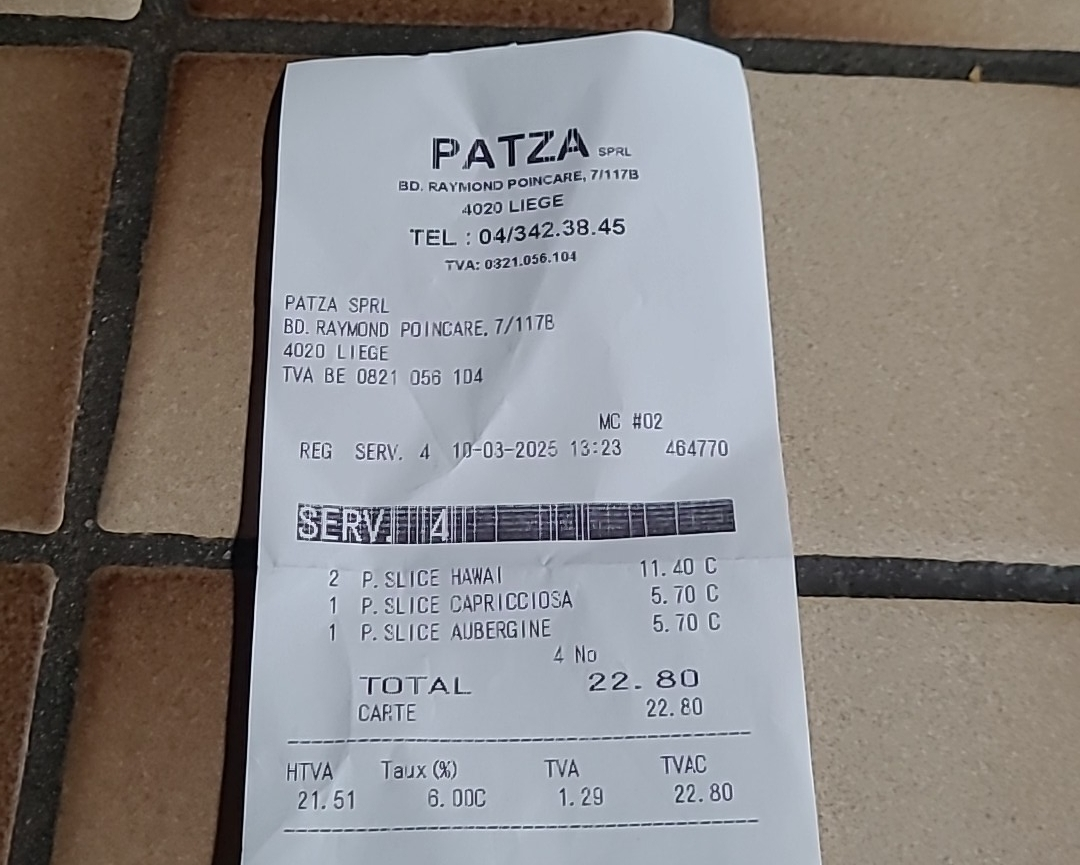 PATZA SPRL
BD. RAYMOND POINCARE, 7/117B
4020 LIEGE
TEL : 04/342.38.45
TVA: 0321.056.104
PATZA SPRL
BD. RAYMOND POINCARE, 7/117B
4020 LIEGE
TVA BE 0821 056 104
MC #02
REG SERV. 4 10-03-2025 13:23 464770
SERV. 4
2 P. SLICE HAWAI 11.40 C
1 P. SLICE CAPRICCIOSA 5.70 C
1 P. SLICE AUBERGINE 5.70 C
4 No
TOTAL 22.80
CARTE 22.80
HTVA Taux (%) TVA TVAC
21.51 6.00C 1.29 22.80